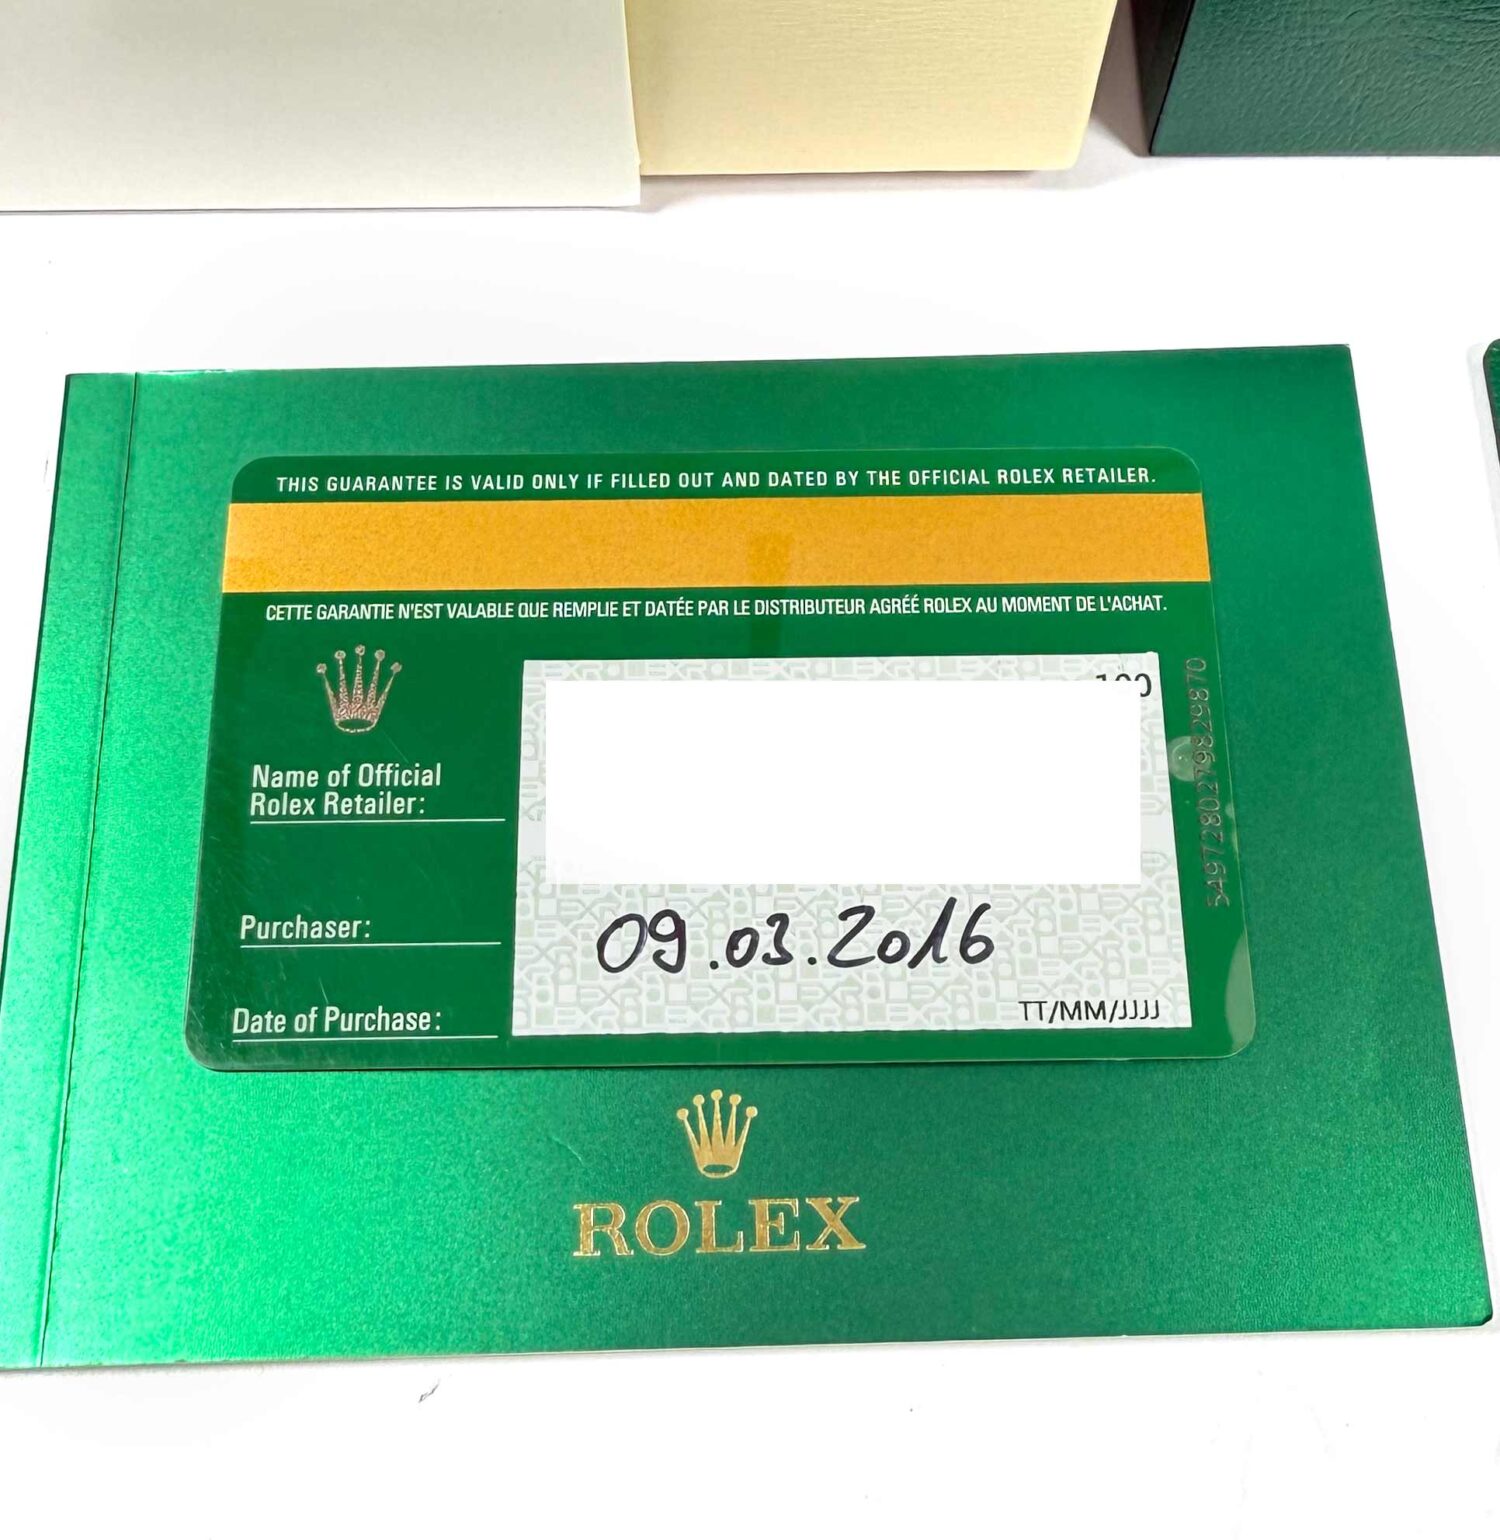 THIS GUARANTEE IS VALID ONLY IF FILLED OUT AND DATED BY THE OFFICIAL ROLEX RETAILER.
CETTE GARANTIE N'EST VALABLE QUE REMPLIE ET DATÉE PAR LE DISTRIBUTEUR AGRÉÉ ROLEX AU MOMENT DE L'ACHAT.
Name of Official
Rolex Retailer:
Purchaser:
09.03.2016
TT/MM/JJJJ
Date of Purchase:
5497280279829870
ROLEX